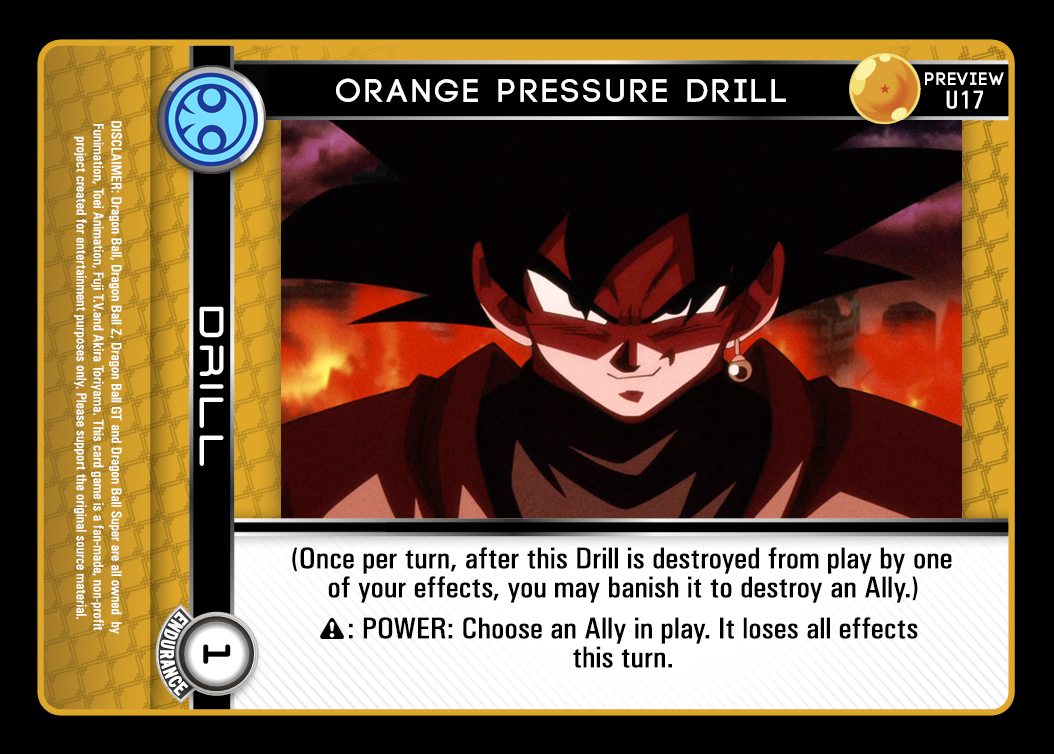 ORANGE PRESSURE DRILL
PREVIEW
U17
DRILL
DISCLAIMER: Dragon Ball, Dragon Ball Z, Dragon Ball GT and Dragon Ball Super are all owned by
Funimation, Toei Animation, Fuji T.V.and Akira Toriyama. This card game is a fan-made, non-profit
project created for entertainment purposes only. Please support the original source material.
(Once per turn, after this Drill is destroyed from play by one
of your effects, you may banish it to destroy an Ally.)
⚠: POWER: Choose an Ally in play. It loses all effects
this turn.
ENDURANCE
1